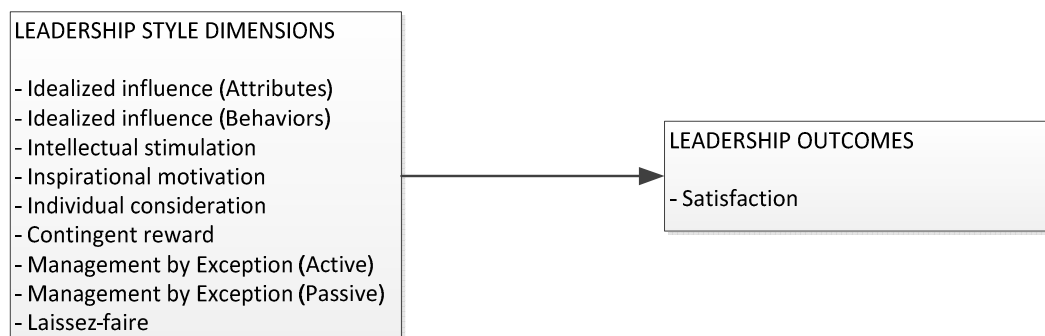 LEADERSHIP STYLE DIMENSIONS
- Idealized influence (Attributes)
- Idealized influence (Behaviors)
- Intellectual stimulation
- Inspirational motivation
- Individual consideration
- Contingent reward
- Management by Exception (Active)
- Management by Exception (Passive)
- Laissez-faire
LEADERSHIP OUTCOMES
- Satisfaction